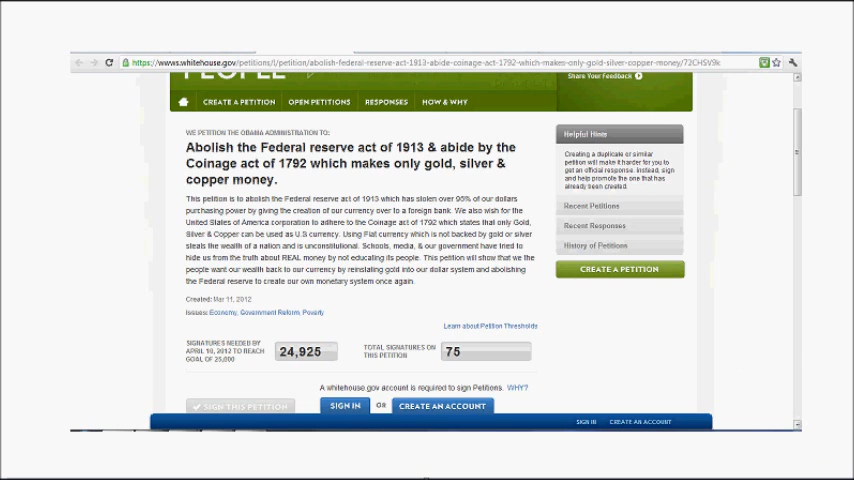 https://wwws.whitehouse.gov/petitions/!/petition/abolish-federal-reserve-act-1913-abide-coinage-act-1792-which-makes-only-gold-silver-copper-money/72CHSV9k
PEOPLE
Share Your Feedback
CREATE A PETITION OPEN PETITIONS RESPONSES HOW & WHY
WE PETITION THE OBAMA ADMINISTRATION TO:
Abolish the Federal reserve act of 1913 & abide by the
Coinage act of 1792 which makes only gold, silver &
copper money.
This petition is to abolish the Federal reserve act of 1913 which has stolen over 95% of our dollars
purchasing power by giving the creation of our currency over to a foreign bank. We also wish for the
United States of America corporation to adhere to the Coinage act of 1792 which states that only Gold,
Silver & Copper can be used as U.S currency. Using Fiat currency which is not backed by gold or silver
steals the wealth of a nation and is unconstitutional. Schools, media, & our government have tried to
hide us from the truth about REAL money by not educating its people. This petition will show that we the
people want our wealth back to our currency by reinstating gold into our dollar system and abolishing
the Federal reserve to create our own monetary system once again.
Created: Mar 11, 2012
Issues: Economy, Government Reform, Poverty
Learn about Petition Thresholds
SIGNATURES NEEDED BY
APRIL 10, 2012 TO REACH
GOAL OF 25,000
24,925
TOTAL SIGNATURES ON
THIS PETITION
75
A whitehouse.gov account is required to sign Petitions. WHY?
SIGN THIS PETITION
SIGN IN OR CREATE AN ACCOUNT
Helpful Hints
Creating a duplicate or similar
petition will make it harder for you to
get an official response. Instead, sign
and help promote the one that has
already been created.
Recent Petitions
Recent Responses
History of Petitions
CREATE A PETITION
SIGN IN CREATE AN ACCOUNT